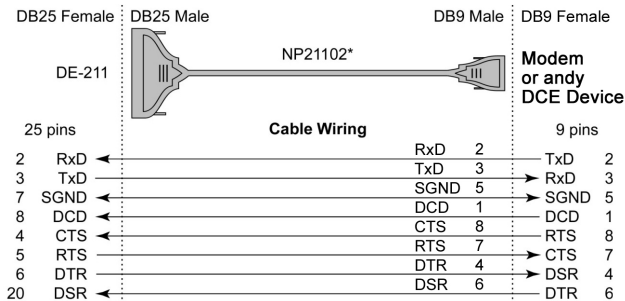 DB25 Female DB25 Male DB9 Male DB9 Female
NP21102*
DE-211
Modem
or andy
DCE Device
25 pins Cable Wiring 9 pins
2 RxD RxD 2 TxD 2
3 TxD TxD 3 RxD 3
7 SGND SGND 5 SGND 5
8 DCD DCD 1 DCD 1
4 CTS CTS 8 RTS 8
5 RTS RTS 7 CTS 7
6 DTR DTR 4 DSR 4
20 DSR DSR 6 DTR 6